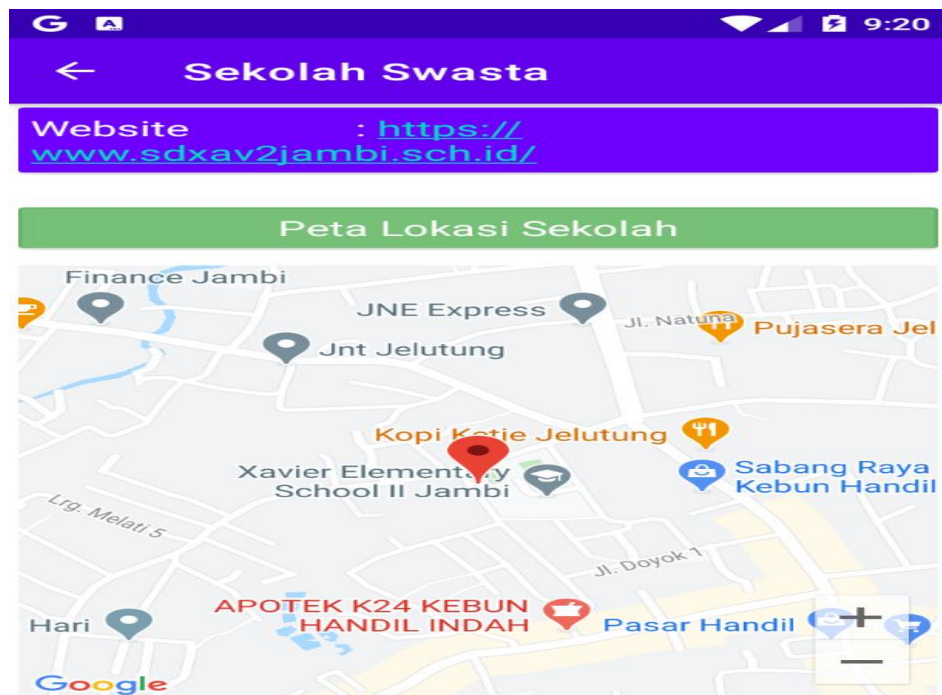 G A 9:20
Sekolah Swasta
Website : https://
www.sdxav2jambi.sch.id/
Peta Lokasi Sekolah
Finance Jambi
JNE Express
Jl. Natuna
Pujasera Jel
Jnt Jelutung
Kopi Katie Jelutung
Xavier Elementary
School II Jambi
Sabang Raya
Kebun Handil
Lrg. Melati 5
Jl. Doyok 1
APOTEK K24 KEBUN
HANDIL INDAH
Hari
Pasar Handil
+
−
Google